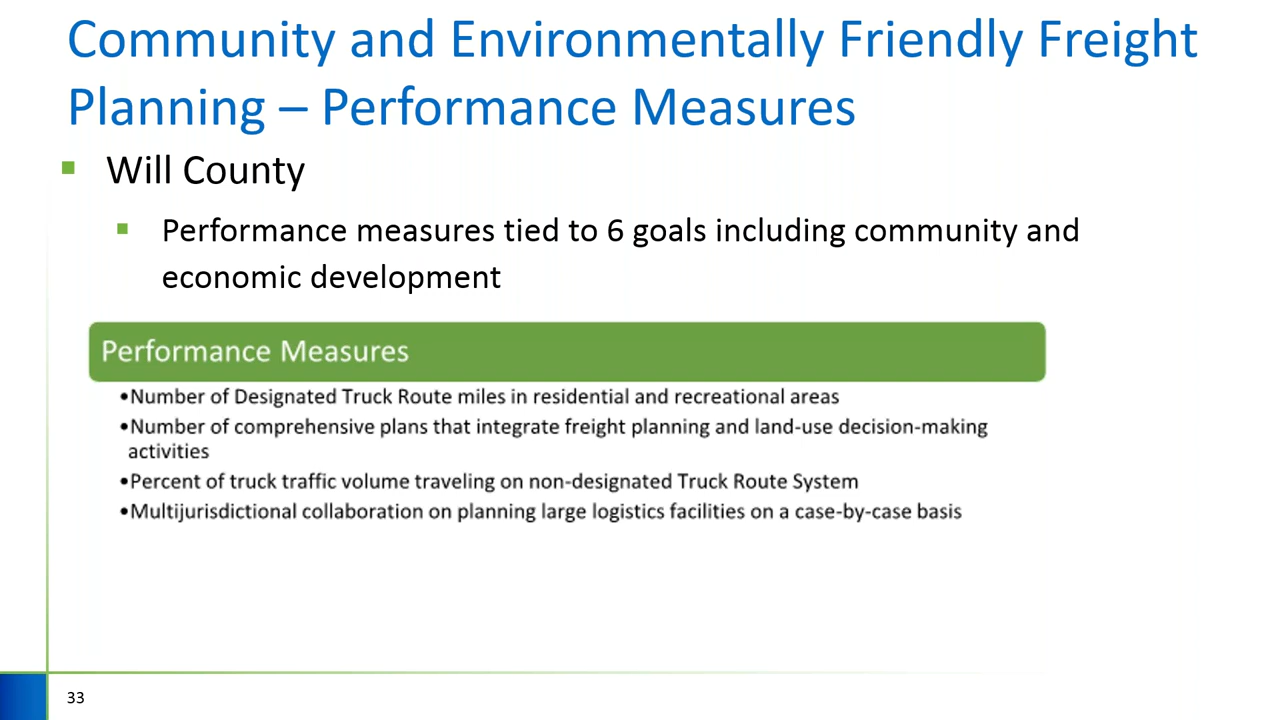 Community and Environmentally Friendly Freight
Planning – Performance Measures
▪ Will County
▪ Performance measures tied to 6 goals including community and
economic development
Performance Measures
•Number of Designated Truck Route miles in residential and recreational areas
•Number of comprehensive plans that integrate freight planning and land-use decision-making
activities
•Percent of truck traffic volume traveling on non-designated Truck Route System
•Multijurisdictional collaboration on planning large logistics facilities on a case-by-case basis
33